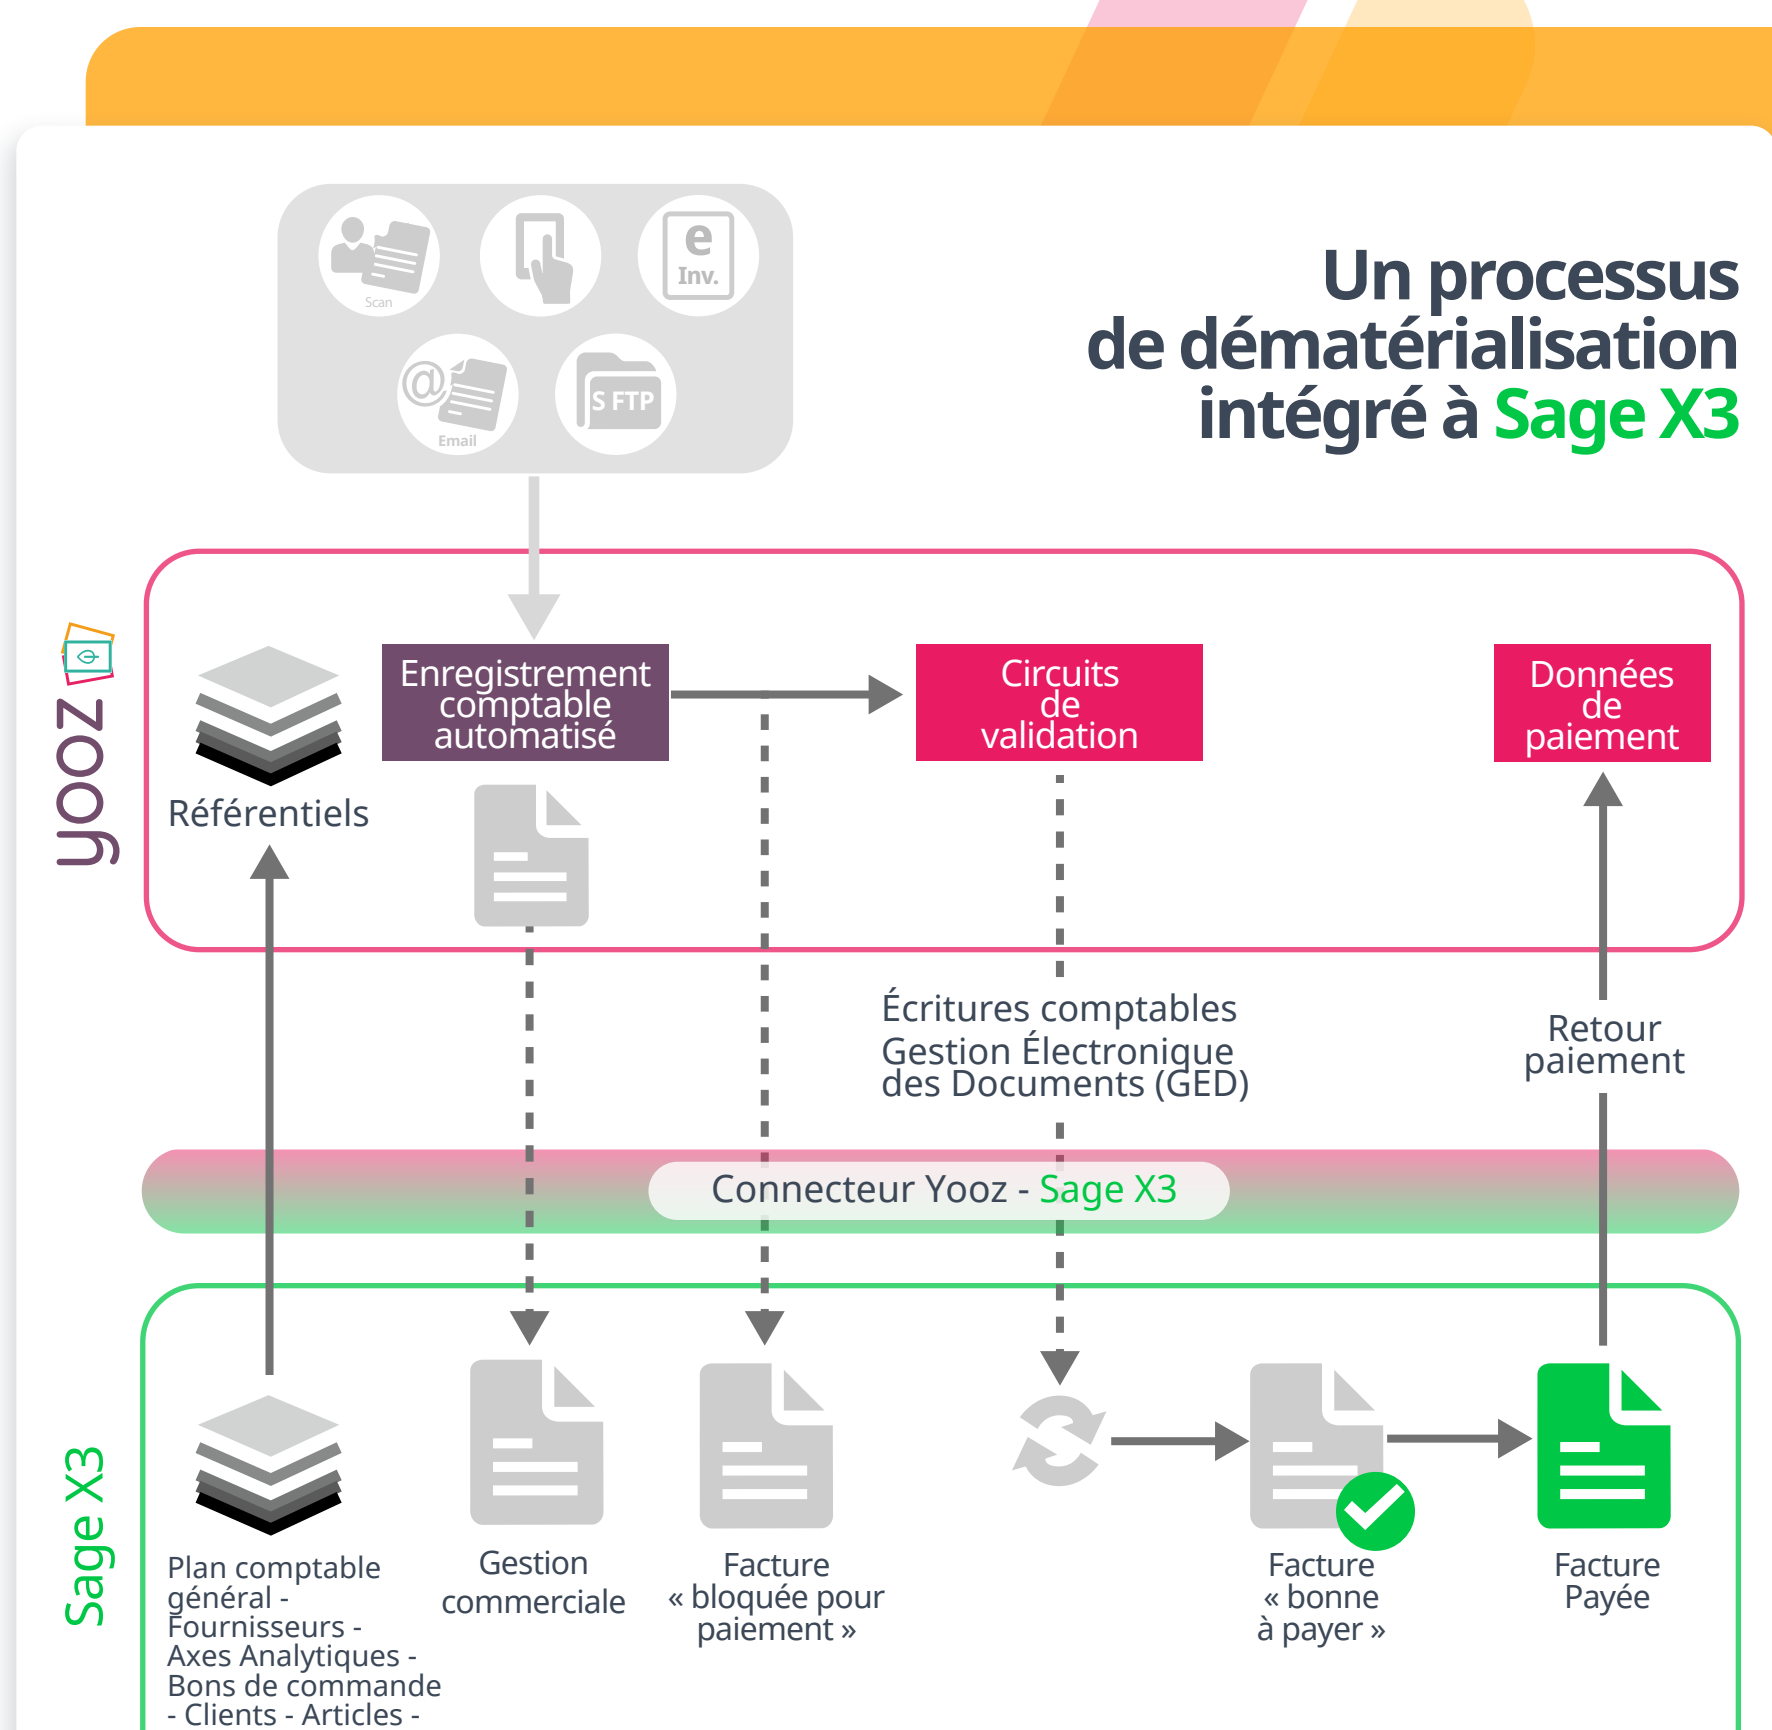 Scan
e
Inv.
@
Email
S FTP
Un processus
de dématérialisation
intégré à Sage X3
yooz
Enregistrement
comptable
automatisé
Circuits
de
validation
Données
de
paiement
Référentiels
Écritures comptables
Gestion Électronique
des Documents (GED)
Retour
paiement
Connecteur Yooz - Sage X3
Sage X3
Plan comptable
général -
Fournisseurs -
Axes Analytiques -
Bons de commande
- Clients - Articles -
Gestion
commerciale
Facture
« bloquée pour
paiement »
Facture
« bonne
à payer »
Facture
Payée